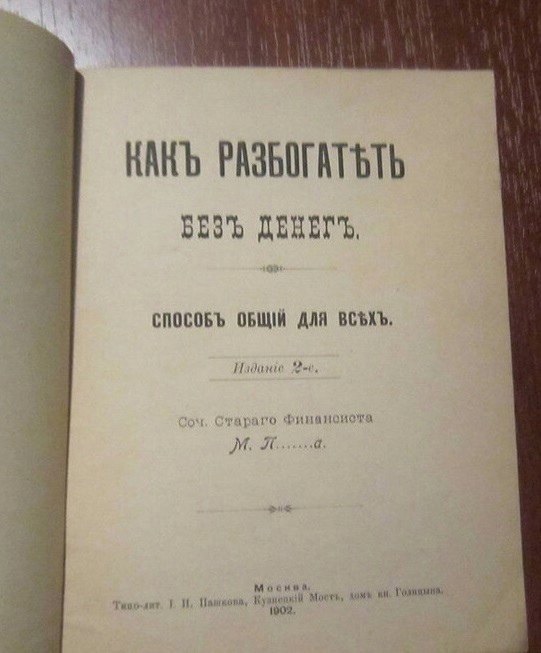 КАКЪ РАЗБОГАТѢТЬ
БЕЗЪ ДЕНЕГЪ.
СПОСОБЪ ОБЩІЙ ДЛЯ ВСѢХЪ.
Изданіе 2-е.
Соч. Стараго Финансиста
М. П.......а.
Москва.
Типо-лит. І. И. Пашкова, Кузнецкій Мостъ, домъ кн. Голицына.
1902.